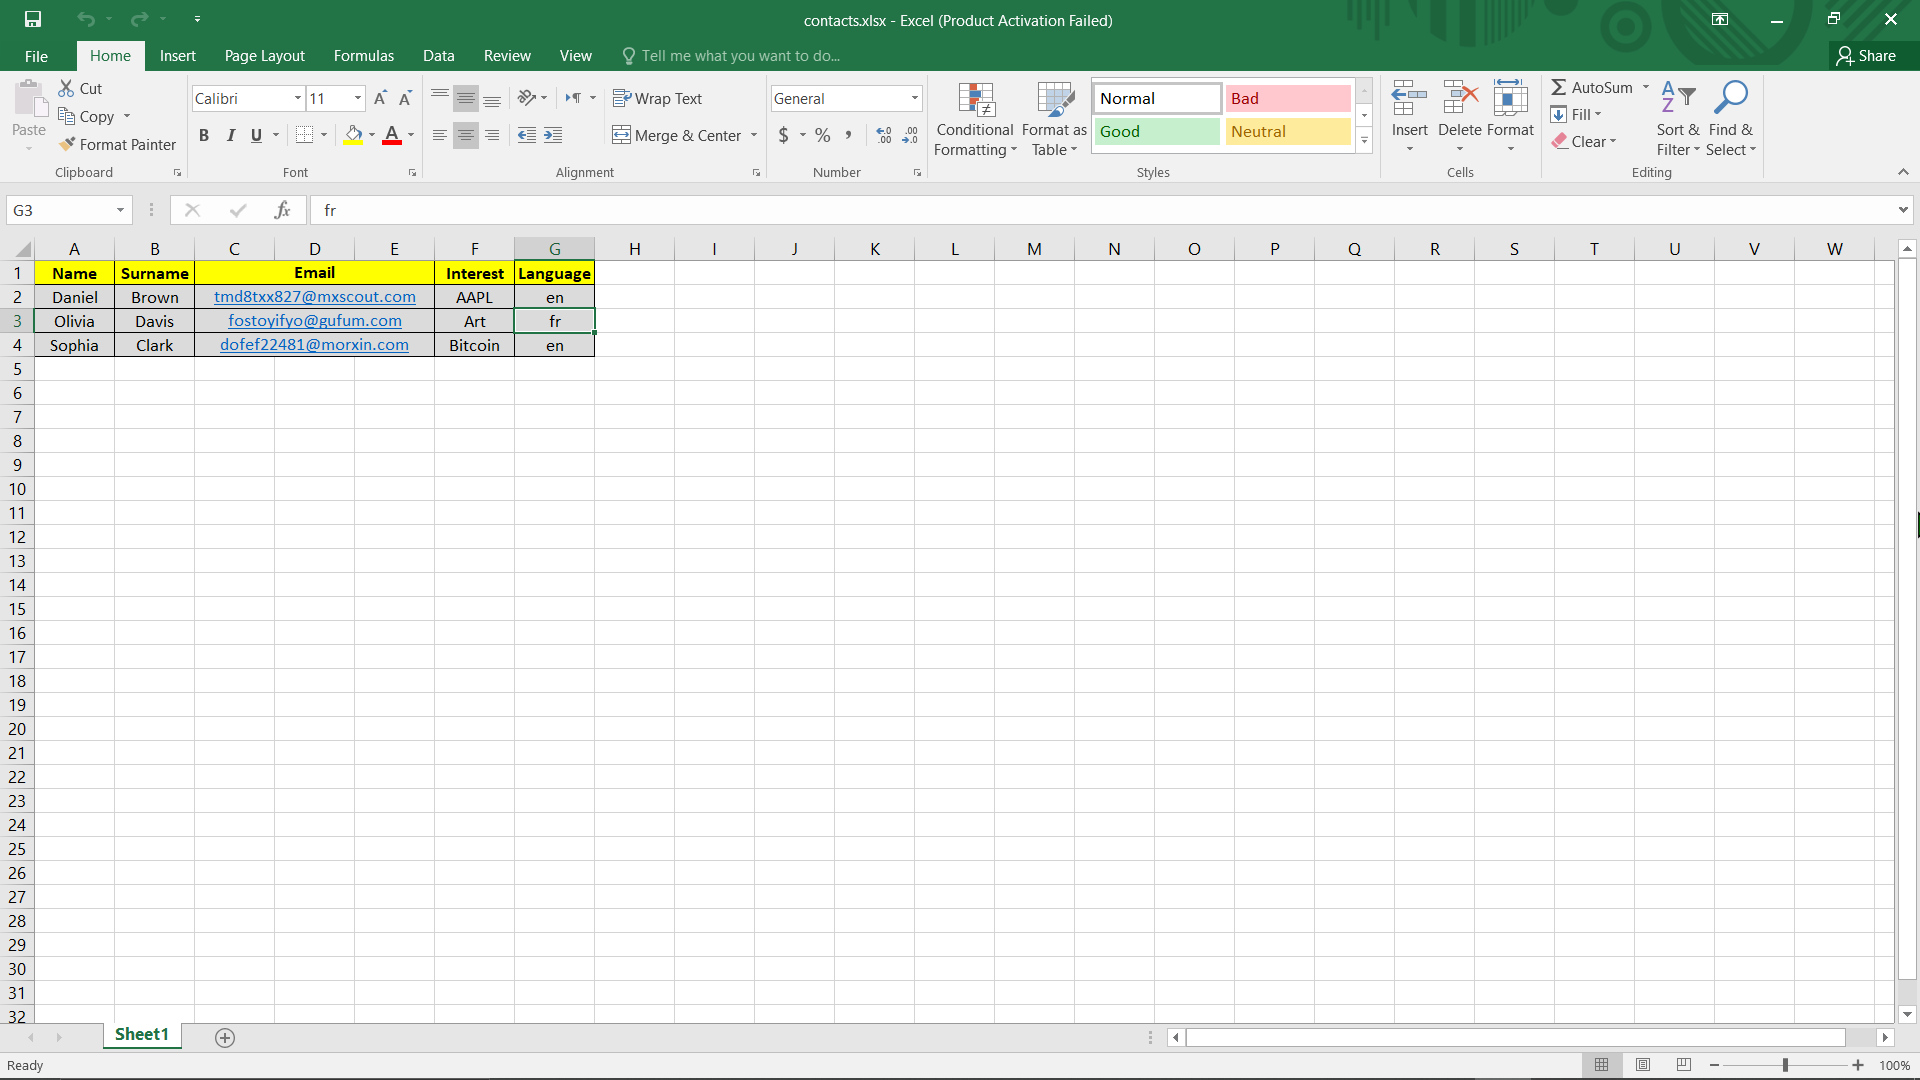 contacts.xlsx - Excel (Product Activation Failed)
File Home Insert Page Layout Formulas Data Review View Tell me what you want to do... Share
Paste Cut Copy Format Painter Clipboard
Calibri 11 B I U A Font
Wrap Text Merge & Center Alignment
General $ % , Number
Conditional Formatting Format as Table Normal Bad Good Neutral Styles
Insert Delete Format Cells
AutoSum Fill Clear Sort & Filter Find & Select Editing
G3 fx fr
A B C D E F G H I J K L M N O P Q R S T U V W
1 Name Surname Email Interest Language
2 Daniel Brown tmd8txx827@mxscout.com AAPL en
3 Olivia Davis fostoyifyo@gufum.com Art fr
4 Sophia Clark dofef22481@morxin.com Bitcoin en
5
6
7
8
9
10
11
12
13
14
15
16
17
18
19
20
21
22
23
24
25
26
27
28
29
30
31
32
Sheet1
Ready 100%